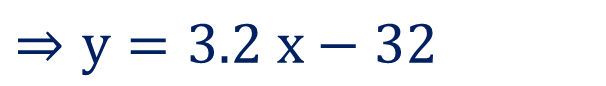 ⇒ y = 3.2 x − 32